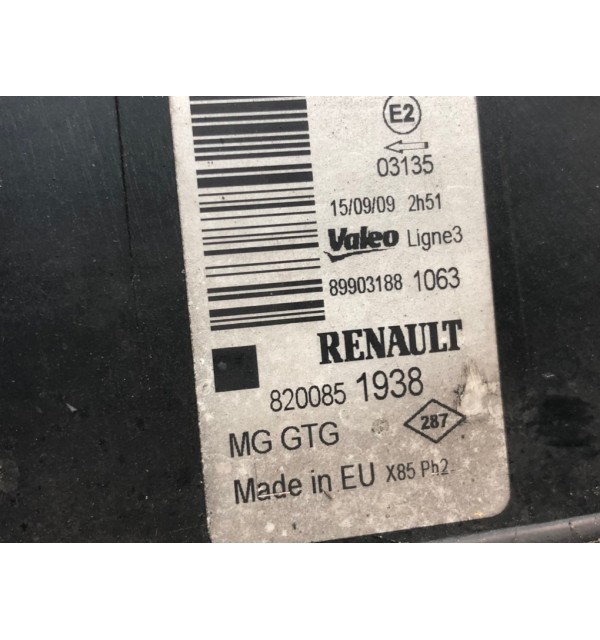 E2
03135
15/09/09 2h51
Valeo Ligne3
89903188 1063
RENAULT
820085 1938
MG GTG 287
Made in EU X85 Ph2